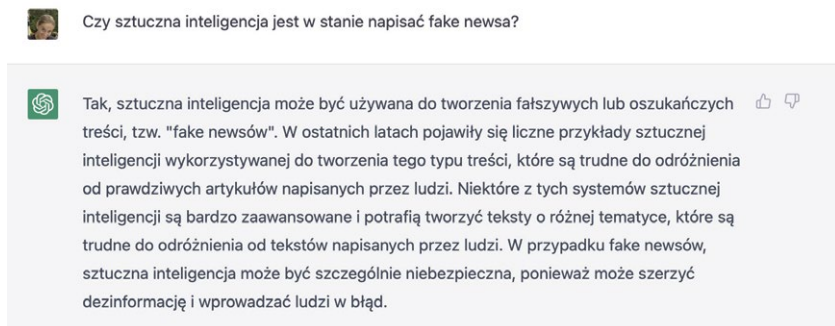 Czy sztuczna inteligencja jest w stanie napisać fake newsa?
Tak, sztuczna inteligencja może być używana do tworzenia fałszywych lub oszukańczych
treści, tzw. "fake newsów". W ostatnich latach pojawiły się liczne przykłady sztucznej
inteligencji wykorzystywanej do tworzenia tego typu treści, które są trudne do odróżnienia
od prawdziwych artykułów napisanych przez ludzi. Niektóre z tych systemów sztucznej
inteligencji są bardzo zaawansowane i potrafią tworzyć teksty o różnej tematyce, które są
trudne do odróżnienia od tekstów napisanych przez ludzi. W przypadku fake newsów,
sztuczna inteligencja może być szczególnie niebezpieczna, ponieważ może szerzyć
dezinformację i wprowadzać ludzi w błąd.